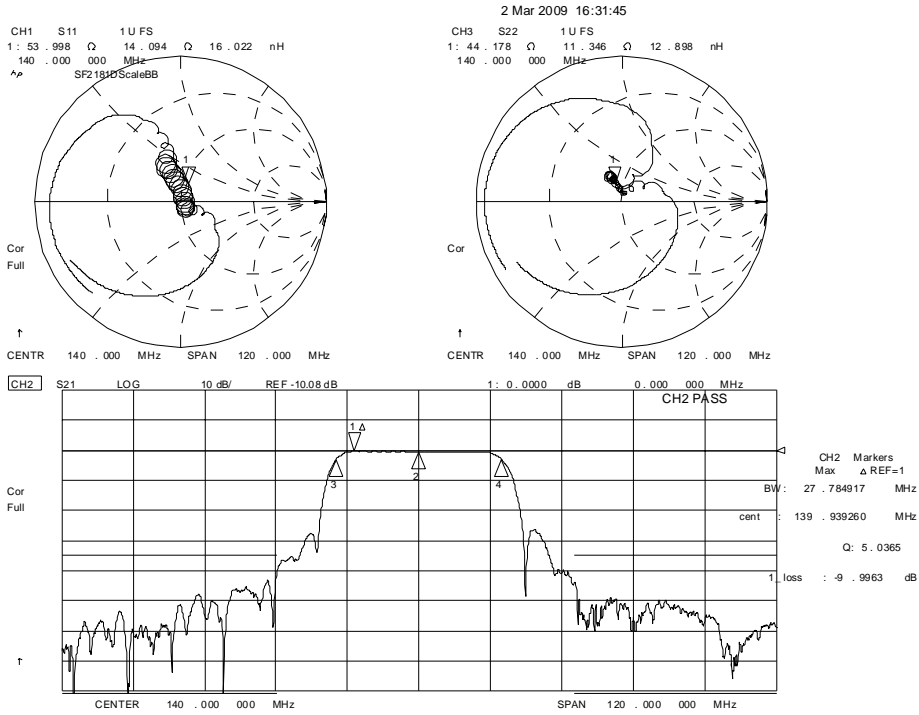 2 Mar 2009 16:31:45
CH1 S11 1 U FS
1: 53 .998 Ω 14 .094 Ω 16 .022 nH
140 .000 000 MHz
hp SF2181DScaleBB
1
Cor
Full
↑
CENTR 140 .000 MHz SPAN 120 .000 MHz
CH3 S22 1 U FS
1: 44 .178 Ω 11 .346 Ω 12 .898 nH
140 .000 000 MHz
1
Cor
↑
CENTR 140 .000 MHz SPAN 120 .000 MHz
CH2 S21 LOG 10 dB/ REF -10.08 dB 1: 0.0000 dB 0.000 000 MHz
CH2 PASS
1 Δ
3 2 4
Cor
Full
↑
CH2 Markers
Max Δ REF=1
BW: 27 .784917 MHz
cent : 139 .939260 MHz
Q: 5.0365
1_ loss : -9 .9963 dB
CENTER 140 .000 000 MHz SPAN 120 .000 000 MHz